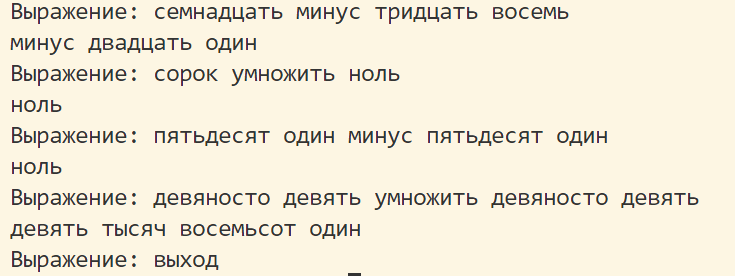 Выражение: семнадцать минус тридцать восемь
минус двадцать один
Выражение: сорок умножить ноль
ноль
Выражение: пятьдесят один минус пятьдесят один
ноль
Выражение: девяносто девять умножить девяносто девять
девять тысяч восемьсот один
Выражение: выход